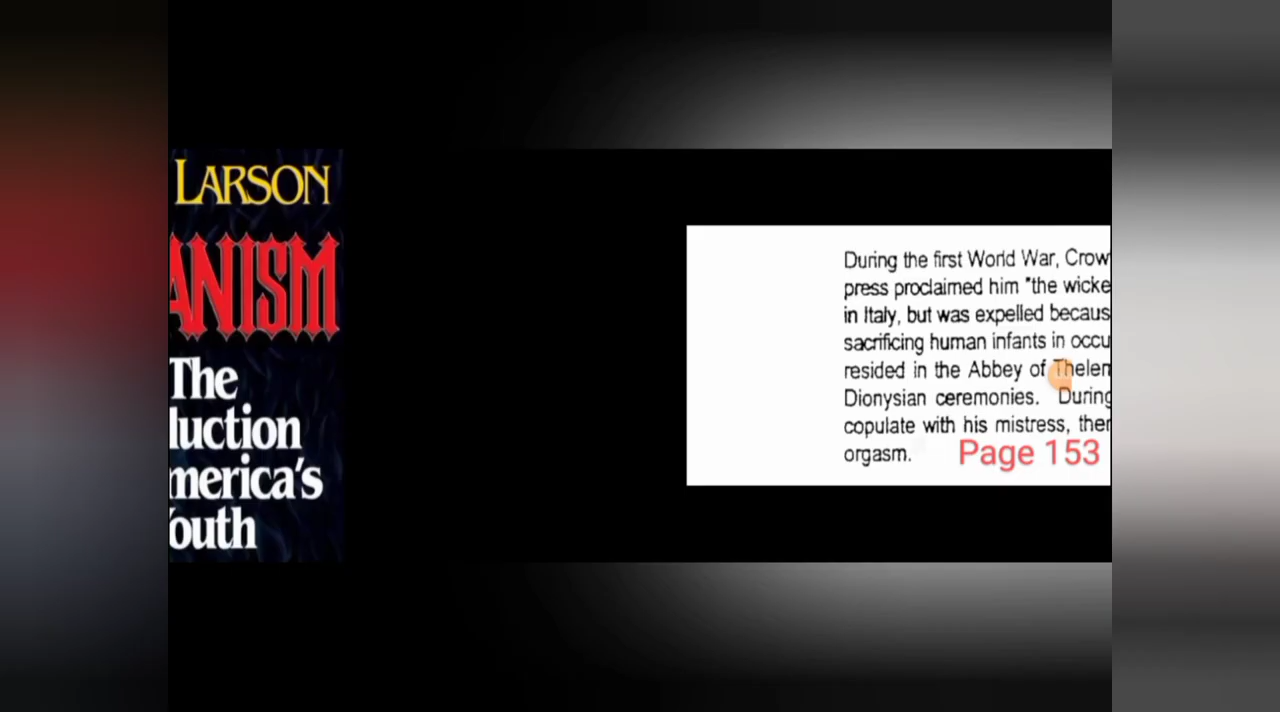 LARSON
ANISM
The
luction
merica's
outh
During the first World War, Crow
press proclaimed him "the wicke
in Italy, but was expelled becaus
sacrificing human infants in occu
resided in the Abbey of Thelem
Dionysian ceremonies. During
copulate with his mistress, then
orgasm.
Page 153